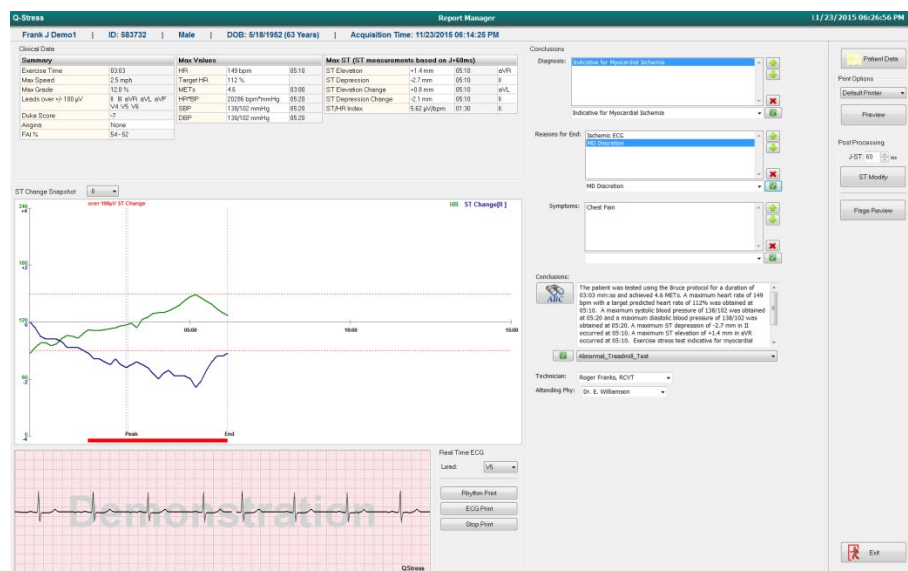 Q-Stress Report Manager 11/23/2015 06:26:56 PM
Frank J Demo1 | ID: 583732 | Male | DOB: 5/18/1952 (63 Years) | Acquisition Time: 11/23/2015 06:14:25 PM
Clinical Data
Summary
Exercise Time 03:03
Max Speed 2.5 mph
Max Grade 12.0 %
Leads over +/-100 µV II III aVR aVL aVF
V4 V5 V6
Duke Score -7
Angina None
FAI % 54-52
Max Values
HR 149 bpm 05:10
Target HR 112 %
METs 4.6 03:00
HR*BP 20286 bpm*mmHg 05:20
SBP 138/102 mmHg 05:20
DBP 138/102 mmHg 05:20
Max ST (ST measurements based on J+60ms)
ST Elevation +1.4 mm 05:10 aVR
ST Depression -2.7 mm 05:10 II
ST Elevation Change +0.8 mm 05:10 aVL
ST Depression Change -2.1 mm 05:10 II
ST/HR Index 5.62 µV/bpm 01:30 II
ST Change Snapshot II
240
+4
over 100µV ST Change
HR ST Change[II]
180
+2
120
0
05:00 10:00 15:00
-2
0
-4
Peak End
Demonstration
QStress
Real Time ECG
Lead: V5
Rhythm Print
ECG Print
Stop Print
Conclusions
Diagnosis: Indicative for Myocardial Ischemia
Indicative for Myocardial Ischemia
Reasons for End: Ischemic ECG
MD Discretion
MD Discretion
Symptoms: Chest Pain
Conclusions:
ABC
The patient was tested using the Bruce protocol for a duration of
03:03 mm:ss and achieved 4.6 METs. A maximum heart rate of 149
bpm with a target predicted heart rate of 112% was obtained at
05:10. A maximum systolic blood pressure of 138/102 was obtained
at 05:20 and a maximum diastolic blood pressure of 138/102 was
obtained at 05:20. A maximum ST depression of -2.7 mm in II
occurred at 05:10. A maximum ST elevation of +1.4 mm in aVR
occurred at 05:10. Exercise stress test indicative for myocardial
Abnormal_Treadmill_Test
Technician: Roger Franks, RCVT
Attending Phy: Dr. E. Williamson
Patient Data
Print Options
Default Printer
Preview
Post Processing
J-ST: 60 ms
ST Modify
Page Review
Exit